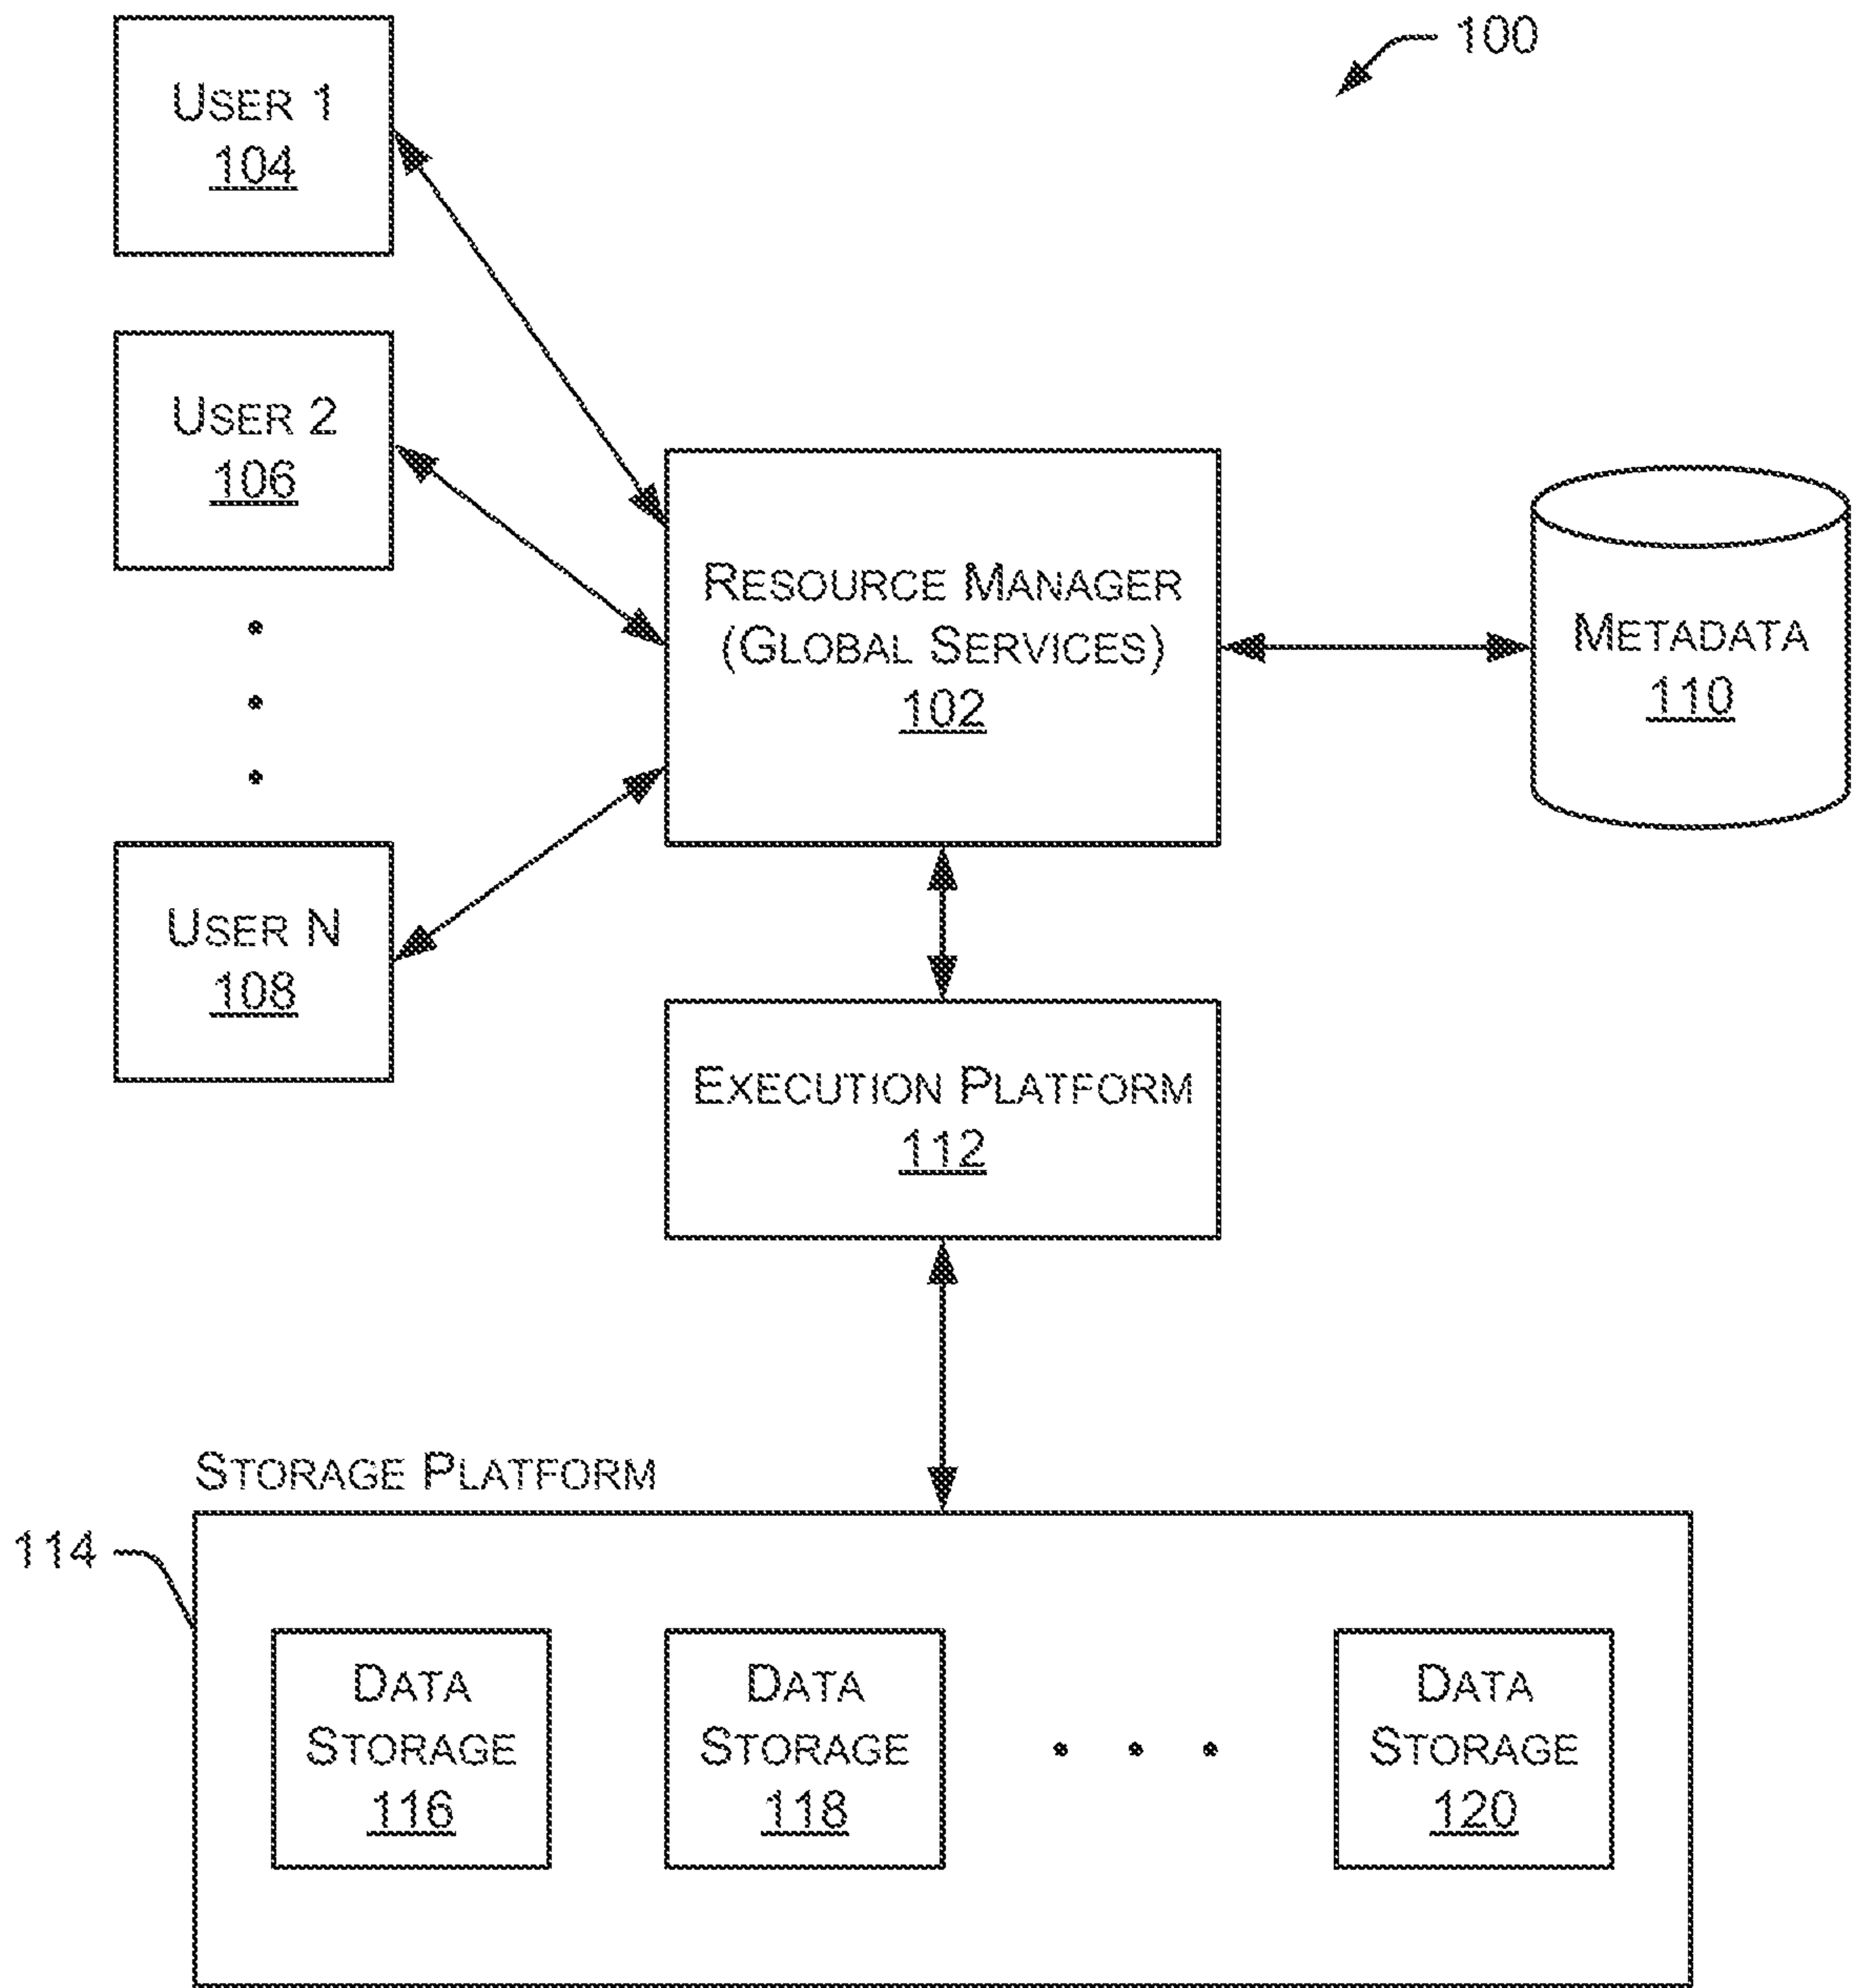 100
USER 1
104
USER 2
106
RESOURCE MANAGER
(GLOBAL SERVICES)
102
METADATA
110
USER N
108
EXECUTION PLATFORM
112
STORAGE PLATFORM
114
DATA
STORAGE
116
DATA
STORAGE
118
DATA
STORAGE
120